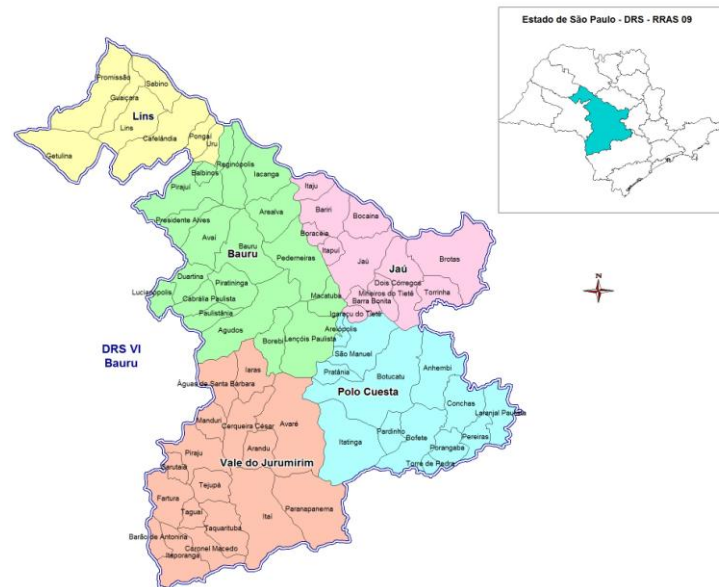 Estado de São Paulo - DRS - RRAS 09
Promissão
Sabino
Guaiçara
Lins
Lins
Cafelândia
Getulina
Pongaí
Uru
Reginópolis
Balbinos
Iacanga
Pirajuí
Presidente Alves
Arealva
Avaí
Bauru
Bauru
Pederneiras
Duartina
Piratininga
Lucianópolis
Cabrália Paulista
Paulistânia
Macatuba
Agudos
Borebi
Lençóis Paulista
Itaju
Bariri
Bocaina
Boracéia
Itapuí
Jaú
Jaú
Brotas
Dois Córregos
Mineiros do Tietê
Torrinha
Barra Bonita
Igaraçu do Tietê
N
DRS VI
Bauru
Areiópolis
São Manuel
Pratânia
Botucatu
Anhembi
Polo Cuesta
Conchas
Laranjal Paulista
Itatinga
Pardinho
Bofete
Pereiras
Porangaba
Torre de Pedra
Iaras
Águas de Santa Bárbara
Manduri
Cerqueira César
Avaré
Arandu
Piraju
Vale do Jurumirim
Sarutaiá
Tejupá
Fartura
Taguaí
Itaí
Paranapanema
Taquarituba
Barão de Antonina
Coronel Macedo
Itaporanga